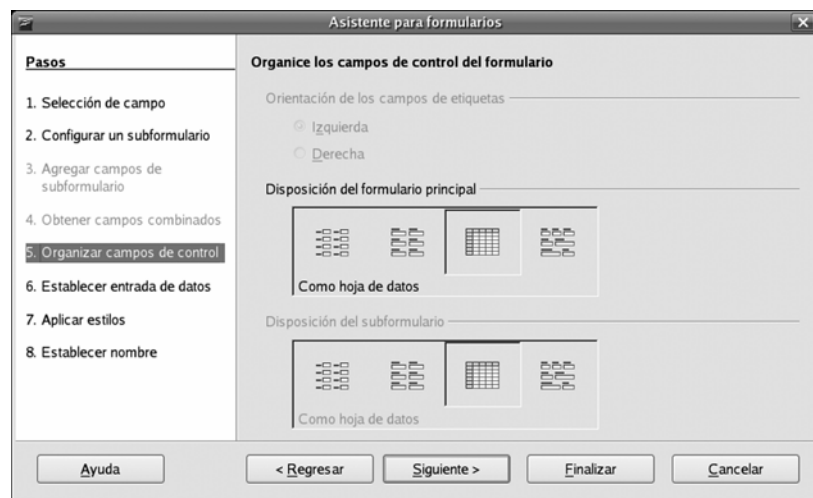 Asistente para formularios
Pasos
1. Selección de campo
2. Configurar un subformulario
3. Agregar campos de
subformulario
4. Obtener campos combinados
5. Organizar campos de control
6. Establecer entrada de datos
7. Aplicar estilos
8. Establecer nombre
Organice los campos de control del formulario
Orientación de los campos de etiquetas
Izquierda
Derecha
Disposición del formulario principal
Como hoja de datos
Disposición del subformulario
Como hoja de datos
Ayuda
< Regresar
Siguiente >
Finalizar
Cancelar